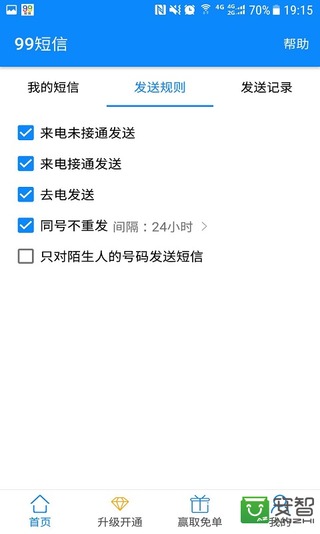 4G 4G 2G 70% 19:15
99短信 帮助
我的短信 发送规则 发送记录
来电未接通发送
来电接通发送
去电发送
同号不重发 间隔：24小时
只对陌生人的号码发送短信
首页 升级开通 赢取免单 我的
安智